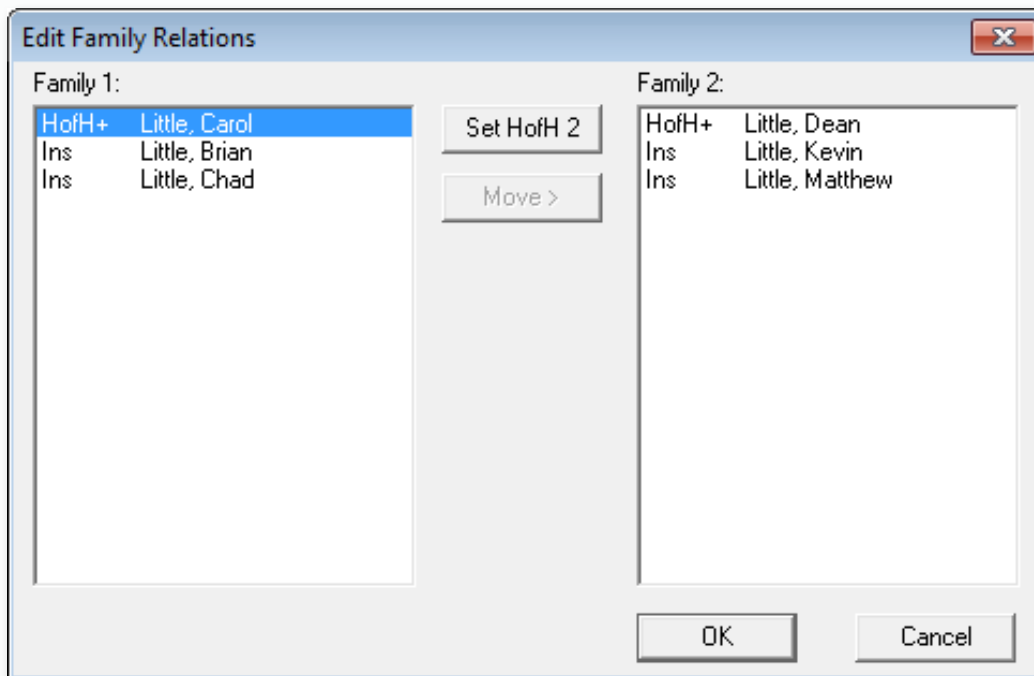 Edit Family Relations
Family 1:
HofH+ Little, Carol
Ins Little, Brian
Ins Little, Chad
Set HofH 2
Move >
Family 2:
HofH+ Little, Dean
Ins Little, Kevin
Ins Little, Matthew
OK
Cancel